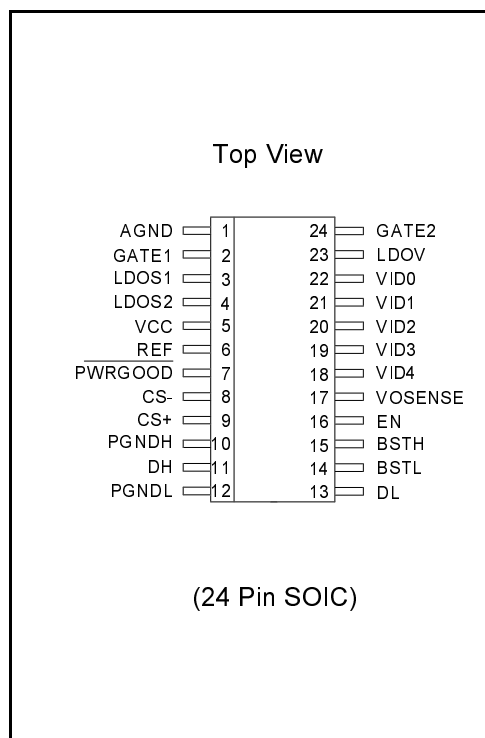 Top View
AGND 1 24 GATE2
GATE1 2 23 LDOV
LDOS1 3 22 VID0
LDOS2 4 21 VID1
VCC 5 20 VID2
REF 6 19 VID3
PWRGOOD 7 18 VID4
CS- 8 17 VOSENSE
CS+ 9 16 EN
PGNDH 10 15 BSTH
DH 11 14 BSTL
PGNDL 12 13 DL
(24 Pin SOIC)